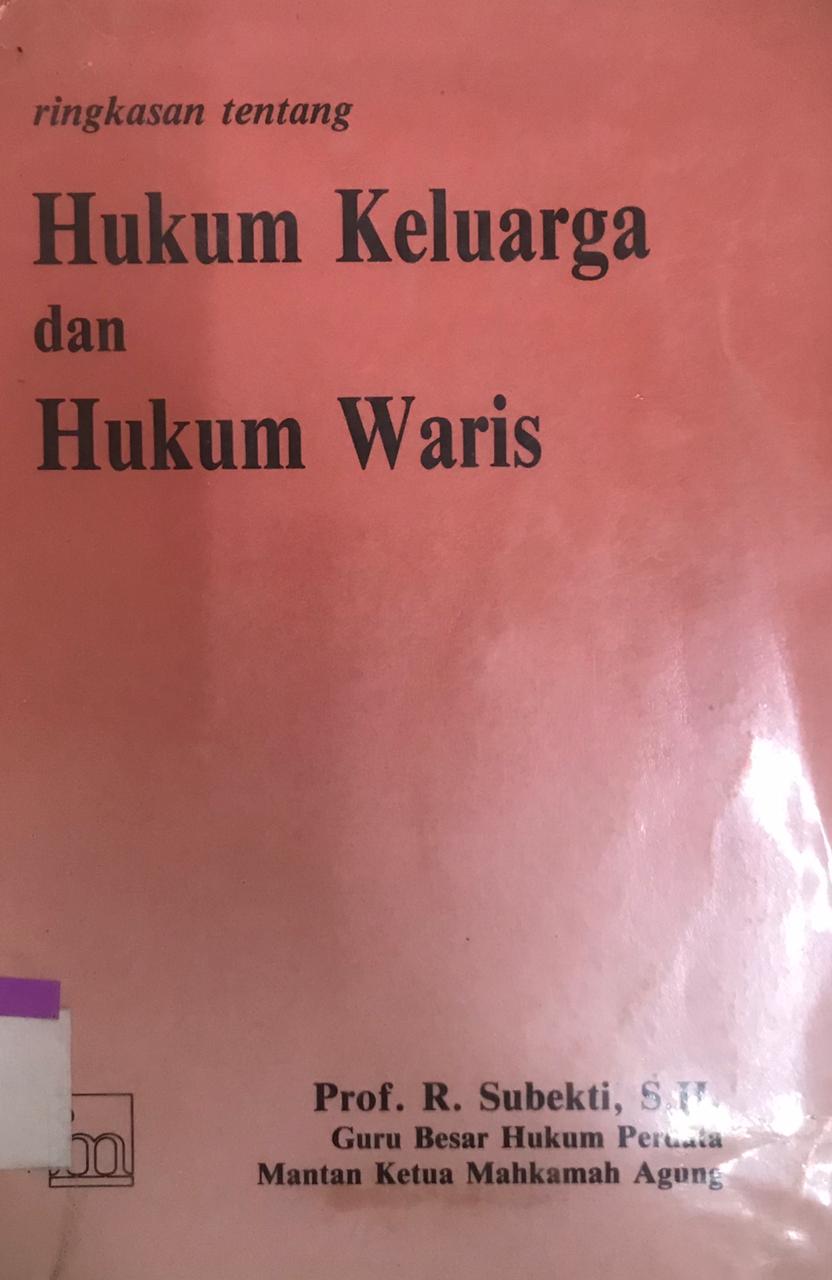 ringkasan tentang
Hukum Keluarga
dan
Hukum Waris
Prof. R. Subekti, S.H.
Guru Besar Hukum Perdata
Mantan Ketua Mahkamah Agung